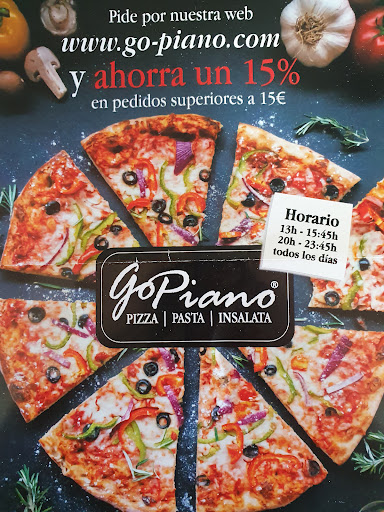 Pide por nuestra web
www.go-piano.com
y ahorra un 15%
en pedidos superiores a 15€
Horario
13h - 15:45h
20h - 23:45h
todos los días
GoPiano®
PIZZA | PASTA | INSALATA